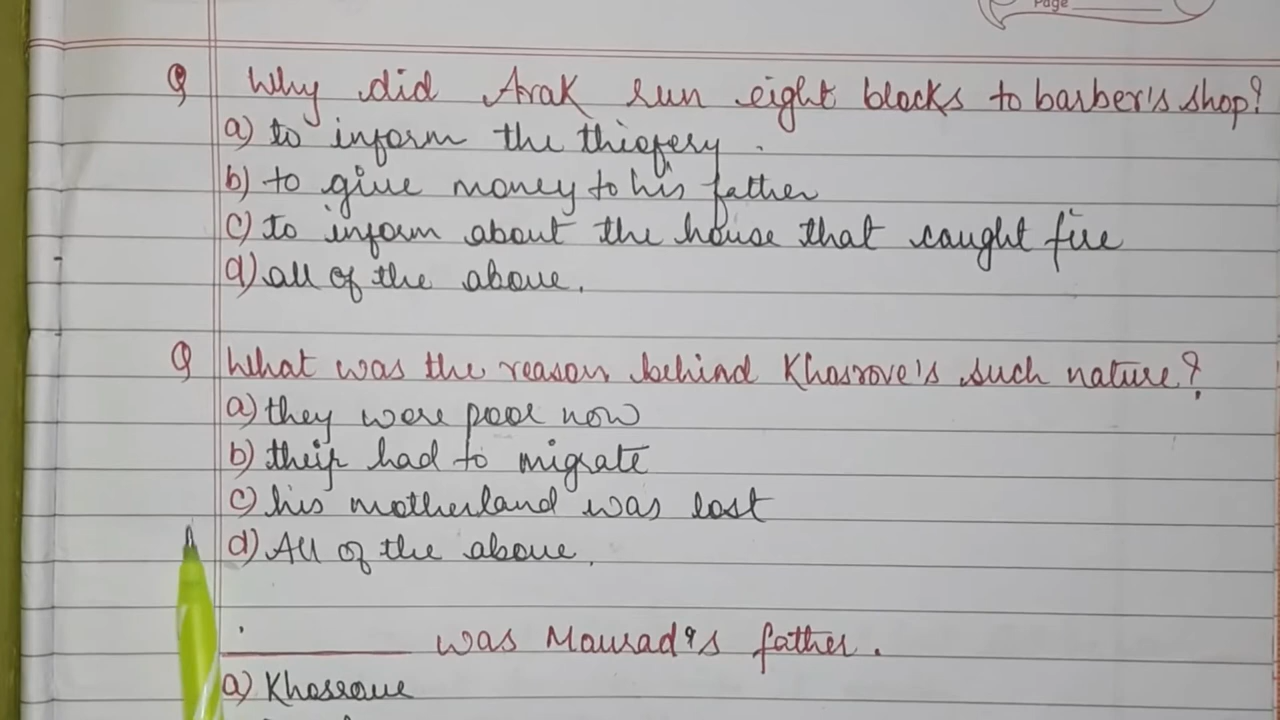 Page
Q Why did Arak run eight blocks to barber's shop?
a) to inform the thiefery.
b) to give money to his father
c) to inform about the house that caught fire
d) all of the above.
Q What was the reason behind Khosrove's such nature?
a) they were poor now
b) had to migrate
c) his motherland was lost
d) All of the above.
was Mourad's father.
a) Khosrove